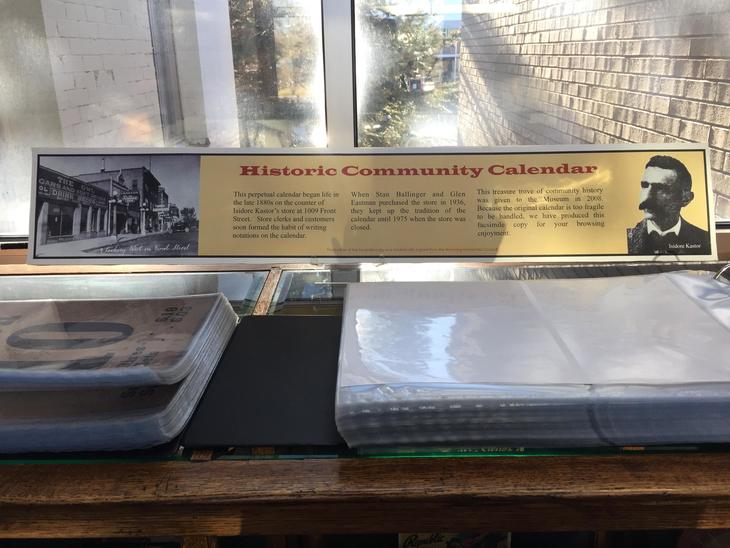 Historic Community Calendar
This perpetual calendar began life in
the late 1880s on the counter of
Isidore Kastor's store at 1009 Front
Street. Store clerks and customers
soon formed the habit of writing
notations on the calendar.
When Stan Ballinger and Glen
Eastman purchased the store in 1936,
they kept up the tradition of the
calendar until 1975 when the store was
closed.
This treasure trove of community history
was given to the Museum in 2008.
Because the original calendar is too fragile
to be handled, we have produced this
facsimile copy for your browsing
enjoyment.
Isidore Kastor
THE OWL
Republic